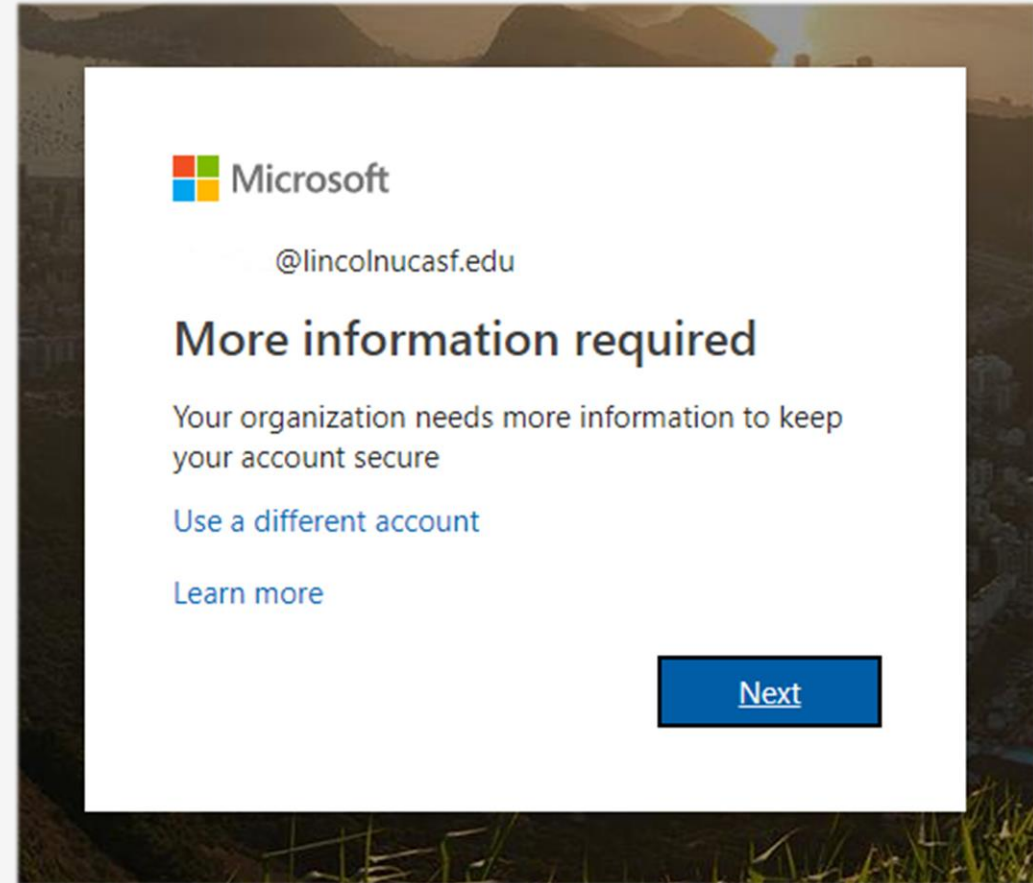 Microsoft
@lincolnucasf.edu
More information required
Your organization needs more information to keep
your account secure
Use a different account
Learn more
Next